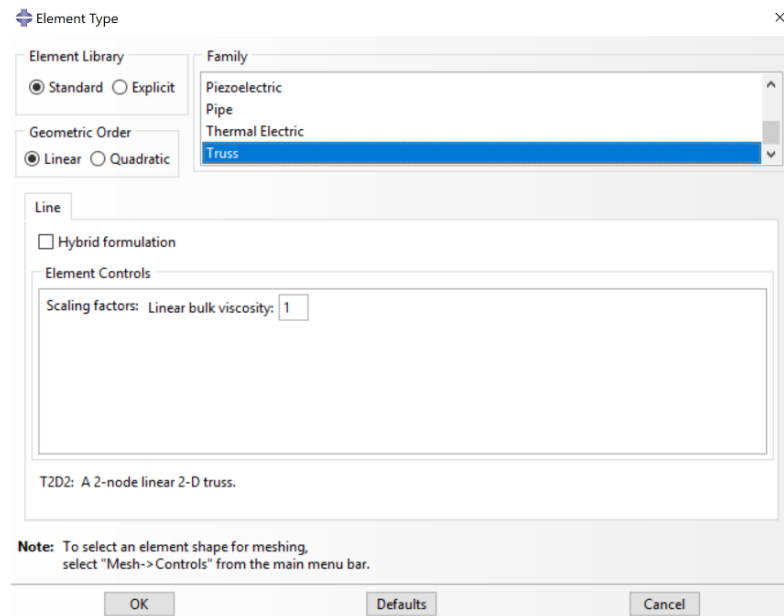 Element Type
Element Library
Standard Explicit
Geometric Order
Linear Quadratic
Family
Piezoelectric
Pipe
Thermal Electric
Truss
Line
Hybrid formulation
Element Controls
Scaling factors: Linear bulk viscosity: 1
T2D2: A 2-node linear 2-D truss.
Note: To select an element shape for meshing,
select "Mesh->Controls" from the main menu bar.
OK Defaults Cancel